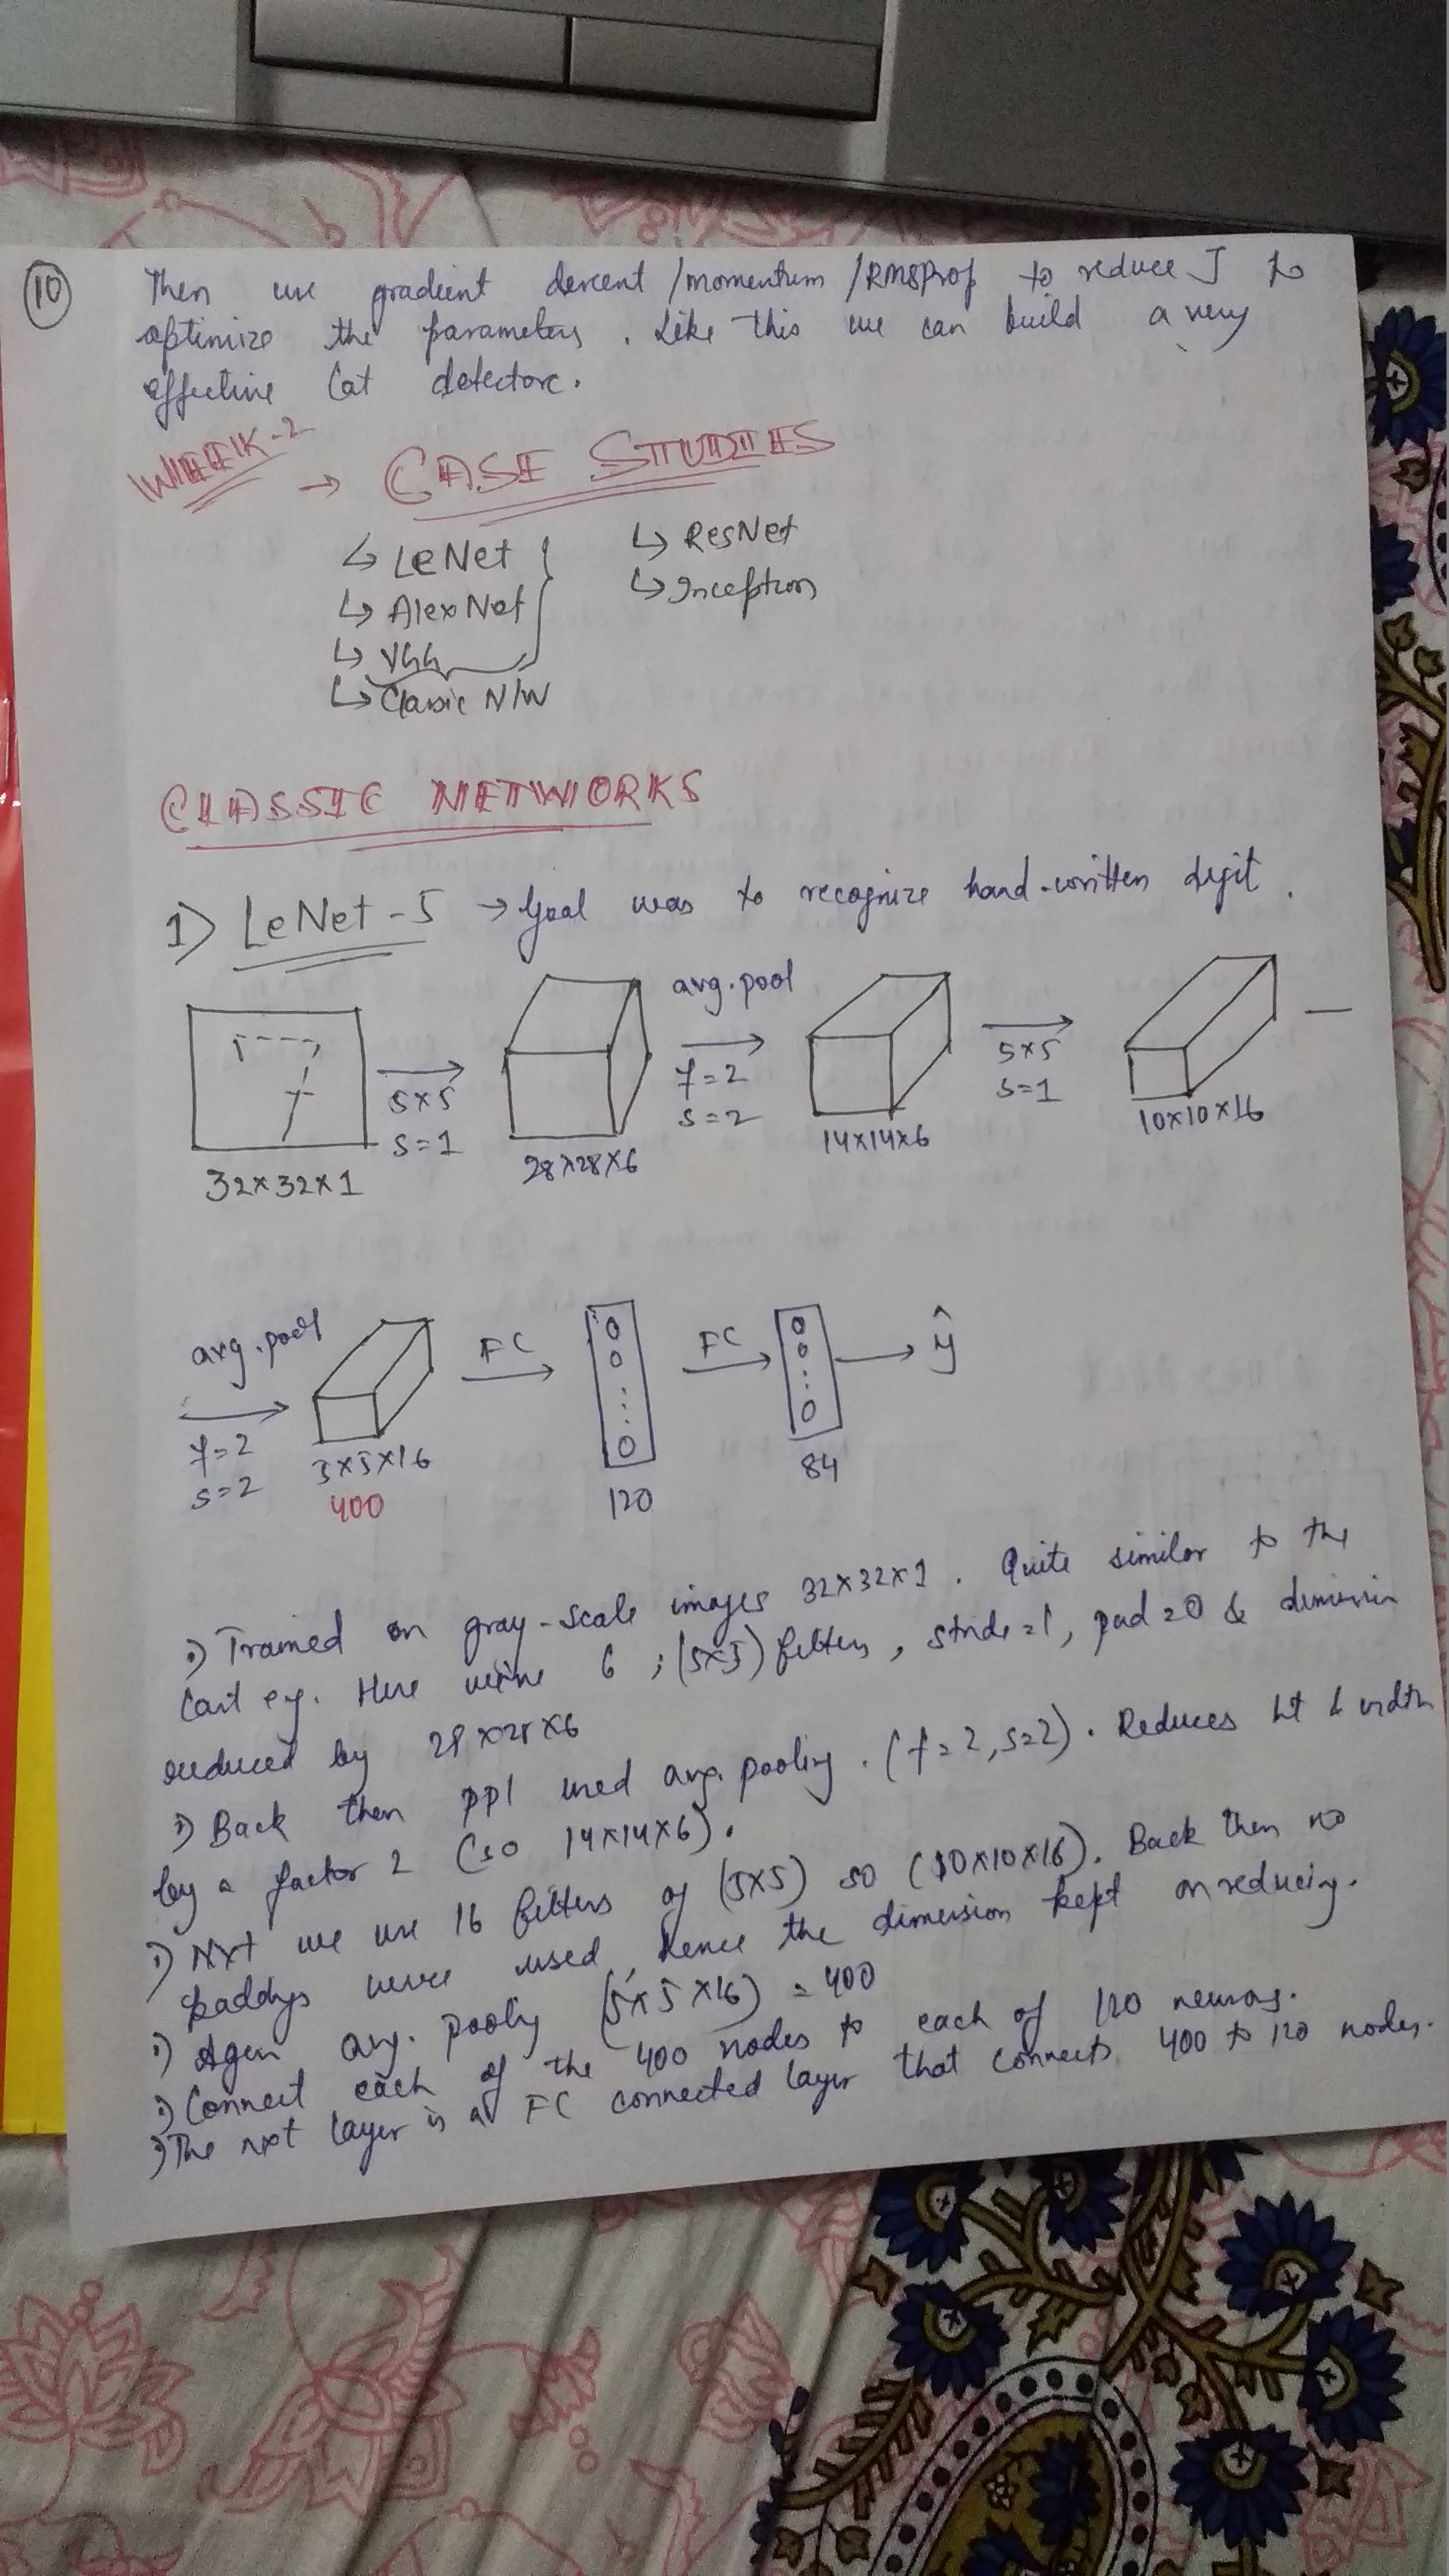 10
Then use gradient descent /momentum /RMSProp to reduce J to
optimize the parameters. Like this we can build a very
effective Cat detector.
WEEK-2 → CASE STUDIES
↳ LeNet
↳ AlexNet
↳ VGG
↳ Classic N/W
↳ ResNet
↳ Inception
CLASSIC NETWORKS
1) LeNet-5 → Goal was to recognize hand-written digit.
32×32×1
5×5
s=1
28×28×6
avg.pool
f=2
s=2
14×14×6
5×5
s=1
10×10×16
avg.pool
f=2
s=2
5×5×16
400
FC
120
FC
84
ŷ
Trained on gray-scale images 32×32×1. Quite similar to the
last eg. Here we use 6, (5×5) filters, stride=1, pad=0 & dimension
reduced by 28×28×6
Back then ppl used avg. pooling. (f=2, s=2). Reduces ht & width
by a factor 2 (so 14×14×6).
Nxt we use 16 filters of (5×5) so (10×10×16). Back then no
paddys were used, hence the dimension kept on reducing.
Agen avg. pooling (5×5×16) = 400
Connect each of the 400 nodes to each of 120 neurons.
The nxt layer is a FC connected layer that connects 400 to 120 nodes.